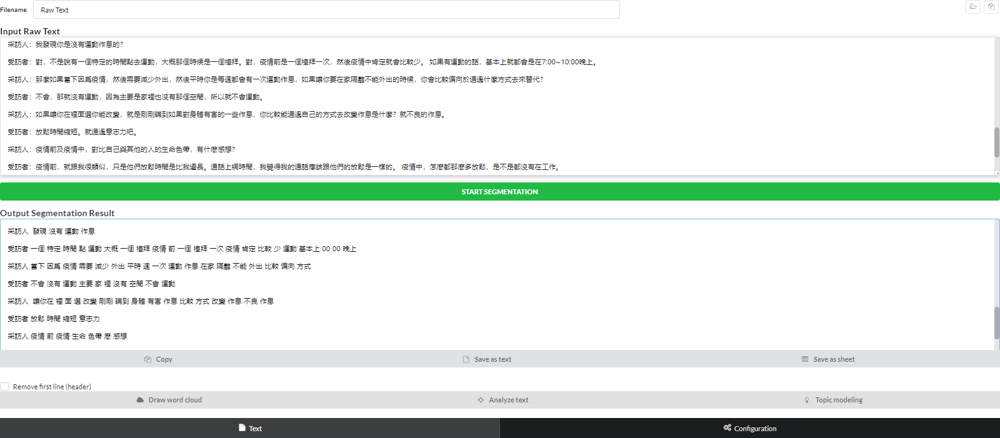 Filename
Raw Text
Input Raw Text
采訪人：我發現你是沒有運動作息的？
受訪者：對，不是說有一個特定的時間點去運動，大概那個時候是一個禮拜。對，疫情前是一個禮拜一次，然後疫情中肯定就會比較少。 如果有運動的話，基本上就都會是在7:00~10:00晚上。
采訪人：那麼如果當下因爲疫情，然後需要減少外出，然後平時你是每週都會有一次運動作息，如果讓你要在家隔離不能外出的時候，你會比較偏向於通過什麼方式去來替代？
受訪者：不會，那就沒有運動，因為主要是家裡也沒有那個空間，所以就不會運動。
采訪人：如果讓你在裡面選你能改變，就是剛剛講到如果對身體有害的一些作息，你比較能通過自己的方式去改變作息是什麼？就不良的作息。
受訪者：放鬆時間縮短。就通過意志力吧。
采訪人：疫情前及疫情中，對比自己與其他的人的生命色帶，有什麼感想？
受訪者：疫情前，就跟我很類似，只是他們放鬆時間是比我還長。通話上網時間，我覺得我的通話應該跟他們的放鬆是一樣的。 疫情中，怎麼都那麼多放鬆，是不是都沒有在工作。
START SEGMENTATION
Output Segmentation Result
采訪人  發現 沒有 運動 作息
受訪者 一個 特定 時間 點 運動 大概 一個 禮拜 疫情 前 一個 禮拜 一次 疫情 肯定 比較 少 運動 基本上 00 00 晚上
采訪人 當下 因爲 疫情 需要 減少 外出 平時 週 一次 運動 作息 在家 隔離 不能 外出 比較 偏向 方式
受訪者 不會 沒有 運動 主要 家 裡 沒有 空間 不會 運動
采訪人  讓你在 裡 面 選 改變 剛剛 講到 身體 有害 作息 比較 方式 改變 作息 不良 作息
受訪者 放鬆 時間 縮短 意志力
采訪人 疫情 前 疫情 生命 色帶 麼 感想
Copy
Save as text
Save as sheet
Remove first line (header)
Draw word cloud
Analyze text
Topic modeling
Text
Configuration